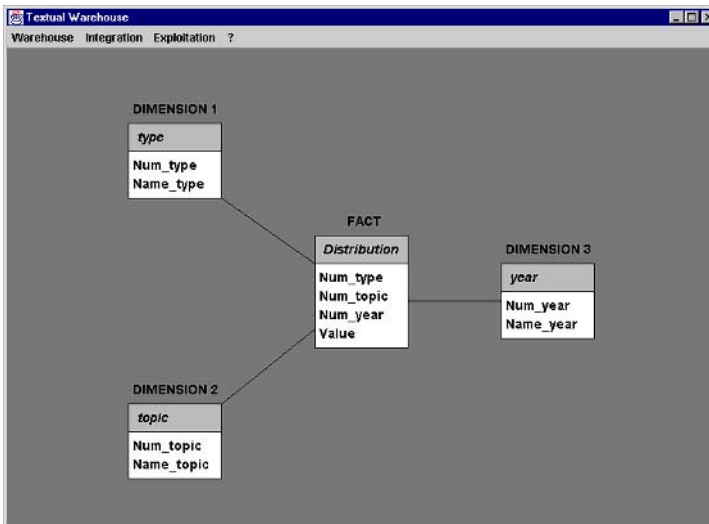 Textual Warehouse
Warehouse Integration Exploitation ?
DIMENSION 1
type
Num_type
Name_type
FACT
Distribution
Num_type
Num_topic
Num_year
Value
DIMENSION 3
year
Num_year
Name_year
DIMENSION 2
topic
Num_topic
Name_topic